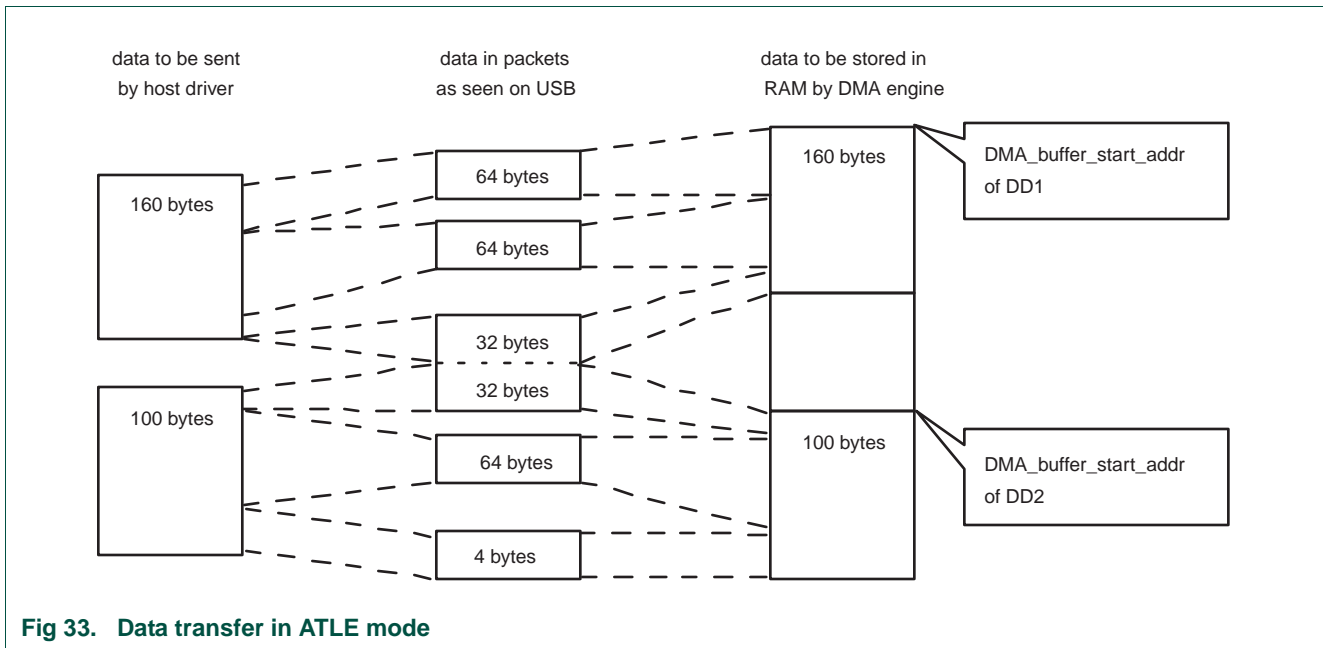 data to be sent
by host driver
data in packets
as seen on USB
data to be stored in
RAM by DMA engine
160 bytes
100 bytes
64 bytes
64 bytes
32 bytes
32 bytes
64 bytes
4 bytes
160 bytes
100 bytes
DMA_buffer_start_addr
of DD1
DMA_buffer_start_addr
of DD2
Fig 33. Data transfer in ATLE mode